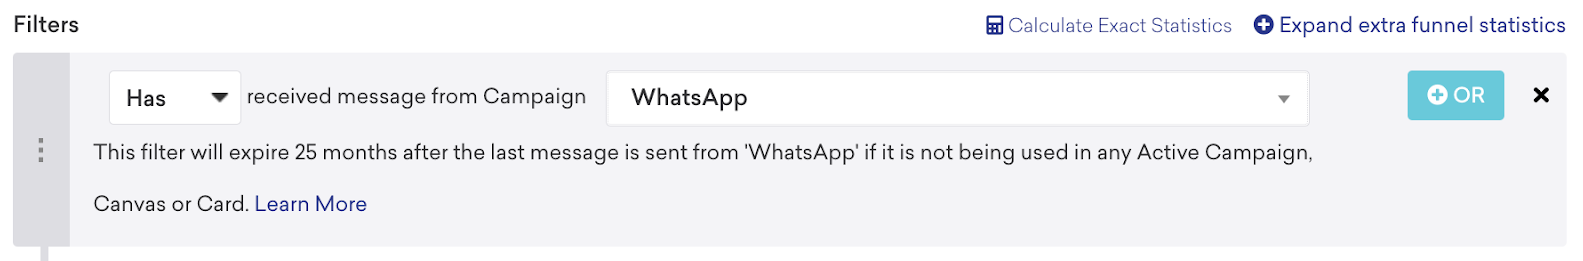 Filters
Calculate Exact Statistics
Expand extra funnel statistics
Has
received message from Campaign
WhatsApp
OR
This filter will expire 25 months after the last message is sent from 'WhatsApp' if it is not being used in any Active Campaign,
Canvas or Card. Learn More